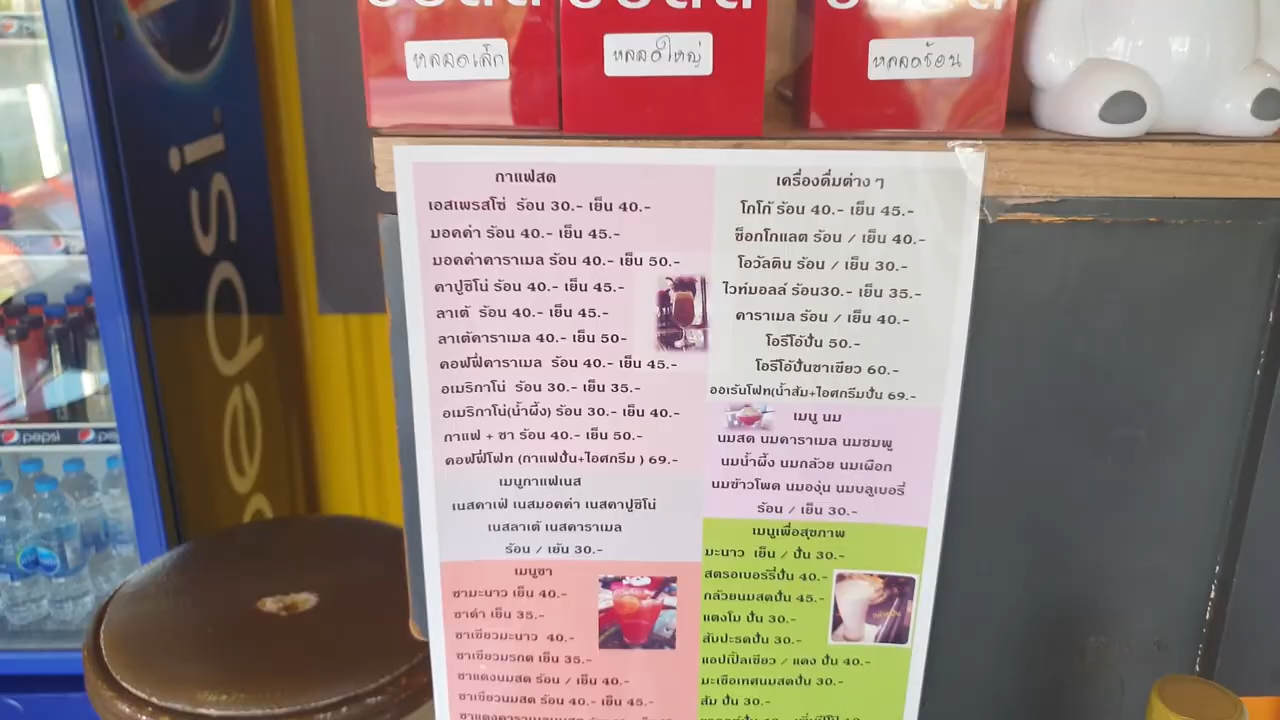 หลอดเล็ก
หลอดใหญ่
หลอดร้อน
pepsi
pepsi
กาแฟสด
เอสเพรสโซ่ ร้อน 30.- เย็น 40.-
มอคค่า ร้อน 40.- เย็น 45.-
มอคค่าคาราเมล ร้อน 40.- เย็น 50.-
คาปูชิโน่ ร้อน 40.- เย็น 45.-
ลาเต้ ร้อน 40.- เย็น 45.-
ลาเต้คาราเมล 40.- เย็น 50-
คอฟฟี่คาราเมล ร้อน 40.- เย็น 45.-
อเมริกาโน่ ร้อน 30.- เย็น 35.-
อเมริกาโน่(น้ำผึ้ง) ร้อน 30.- เย็น 40.-
กาแฟ + ชา ร้อน 40.- เย็น 50.-
คอฟฟี่โฟท (กาแฟปั่น+ไอศกรีม ) 69.-
เมนูกาแฟเนส
เนสคาเฟ่ เนสมอคค่า เนสคาปูชิโน่
เนสลาเต้ เนสคาราเมล
ร้อน / เย้น 30.-
เมนูชา
ชามะนาว เย็น 40.-
ชาดำ เย็น 35.-
ชาเขียวมะนาว 40.-
ชาเขียวมรกต เย็น 35.-
ชาแดงนมสด ร้อน / เย็น 40.-
ชาเขียวนมสด ร้อน 40.- เย็น 45.-
เครื่องดื่มต่าง ๆ
โกโก้ ร้อน 40.- เย็น 45.-
ช็อกโกแลต ร้อน / เย็น 40.-
โอวัลติน ร้อน / เย็น 30.-
ไวท์มอลล์ ร้อน30.- เย็น 35.-
คาราเมล ร้อน / เย็น 40.-
โอรีโอ้ปั่น 50.-
โอรีโอ้ปั่นชาเขียว 60.-
ออเร้นโฟท(น้ำส้ม+ไอศกรีมปั่น 69.-
เมนู นม
นมสด นมคาราเมล นมชมพู
นมน้ำผึ้ง นมกล้วย นมเผือก
นมข้าวโพด นมองุ่น นมบลูเบอรี่
ร้อน / เย็น 30.-
เมนูเพื่อสุขภาพ
มะนาว เย็น / ปั่น 30.-
สตรอเบอร์รี่ปั่น 40.-
กล้วยนมสดปั่น 45.-
แตงโม ปั่น 30.-
สับปะรดปั่น 30.-
แอปเปิ้ลเขียว / แดง ปั่น 40.-
มะเขือเทศนมสดปั่น 30.-
ส้ม ปั่น 30.-